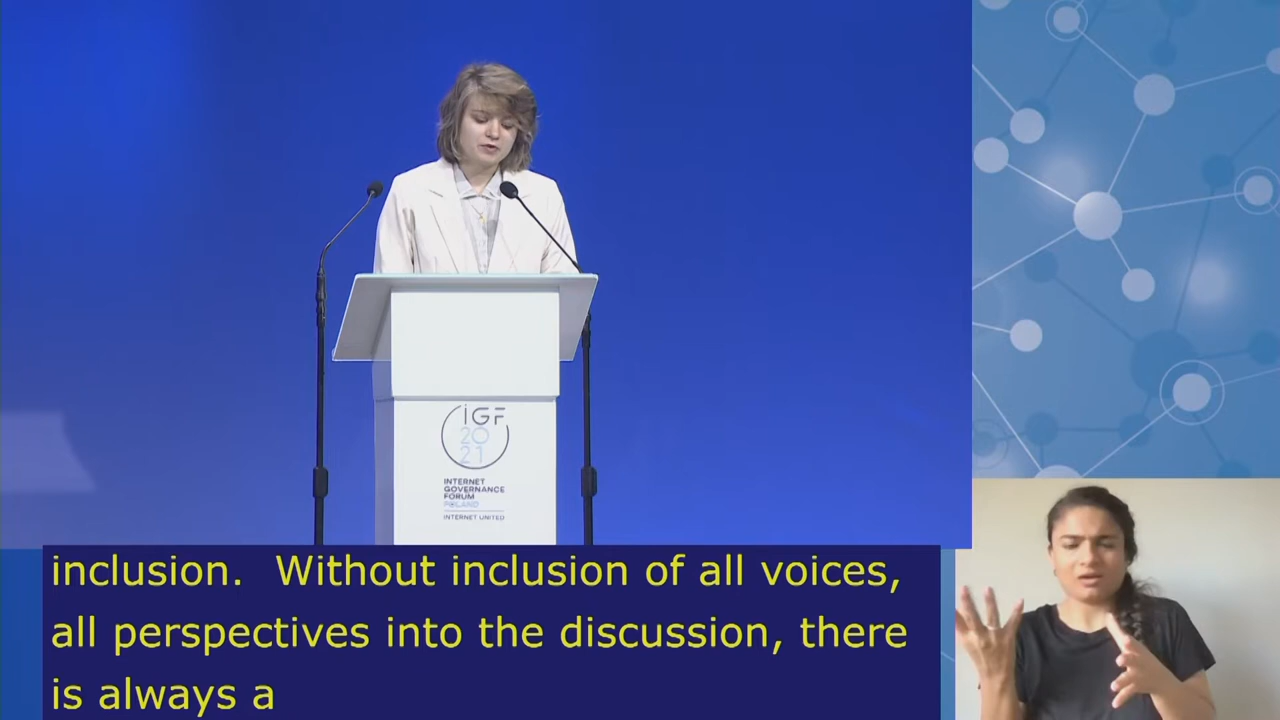 IGF
20
21
INTERNET
GOVERNANCE
FORUM
POLAND
INTERNET UNITED
inclusion.  Without inclusion of all voices,
all perspectives into the discussion, there
is always a